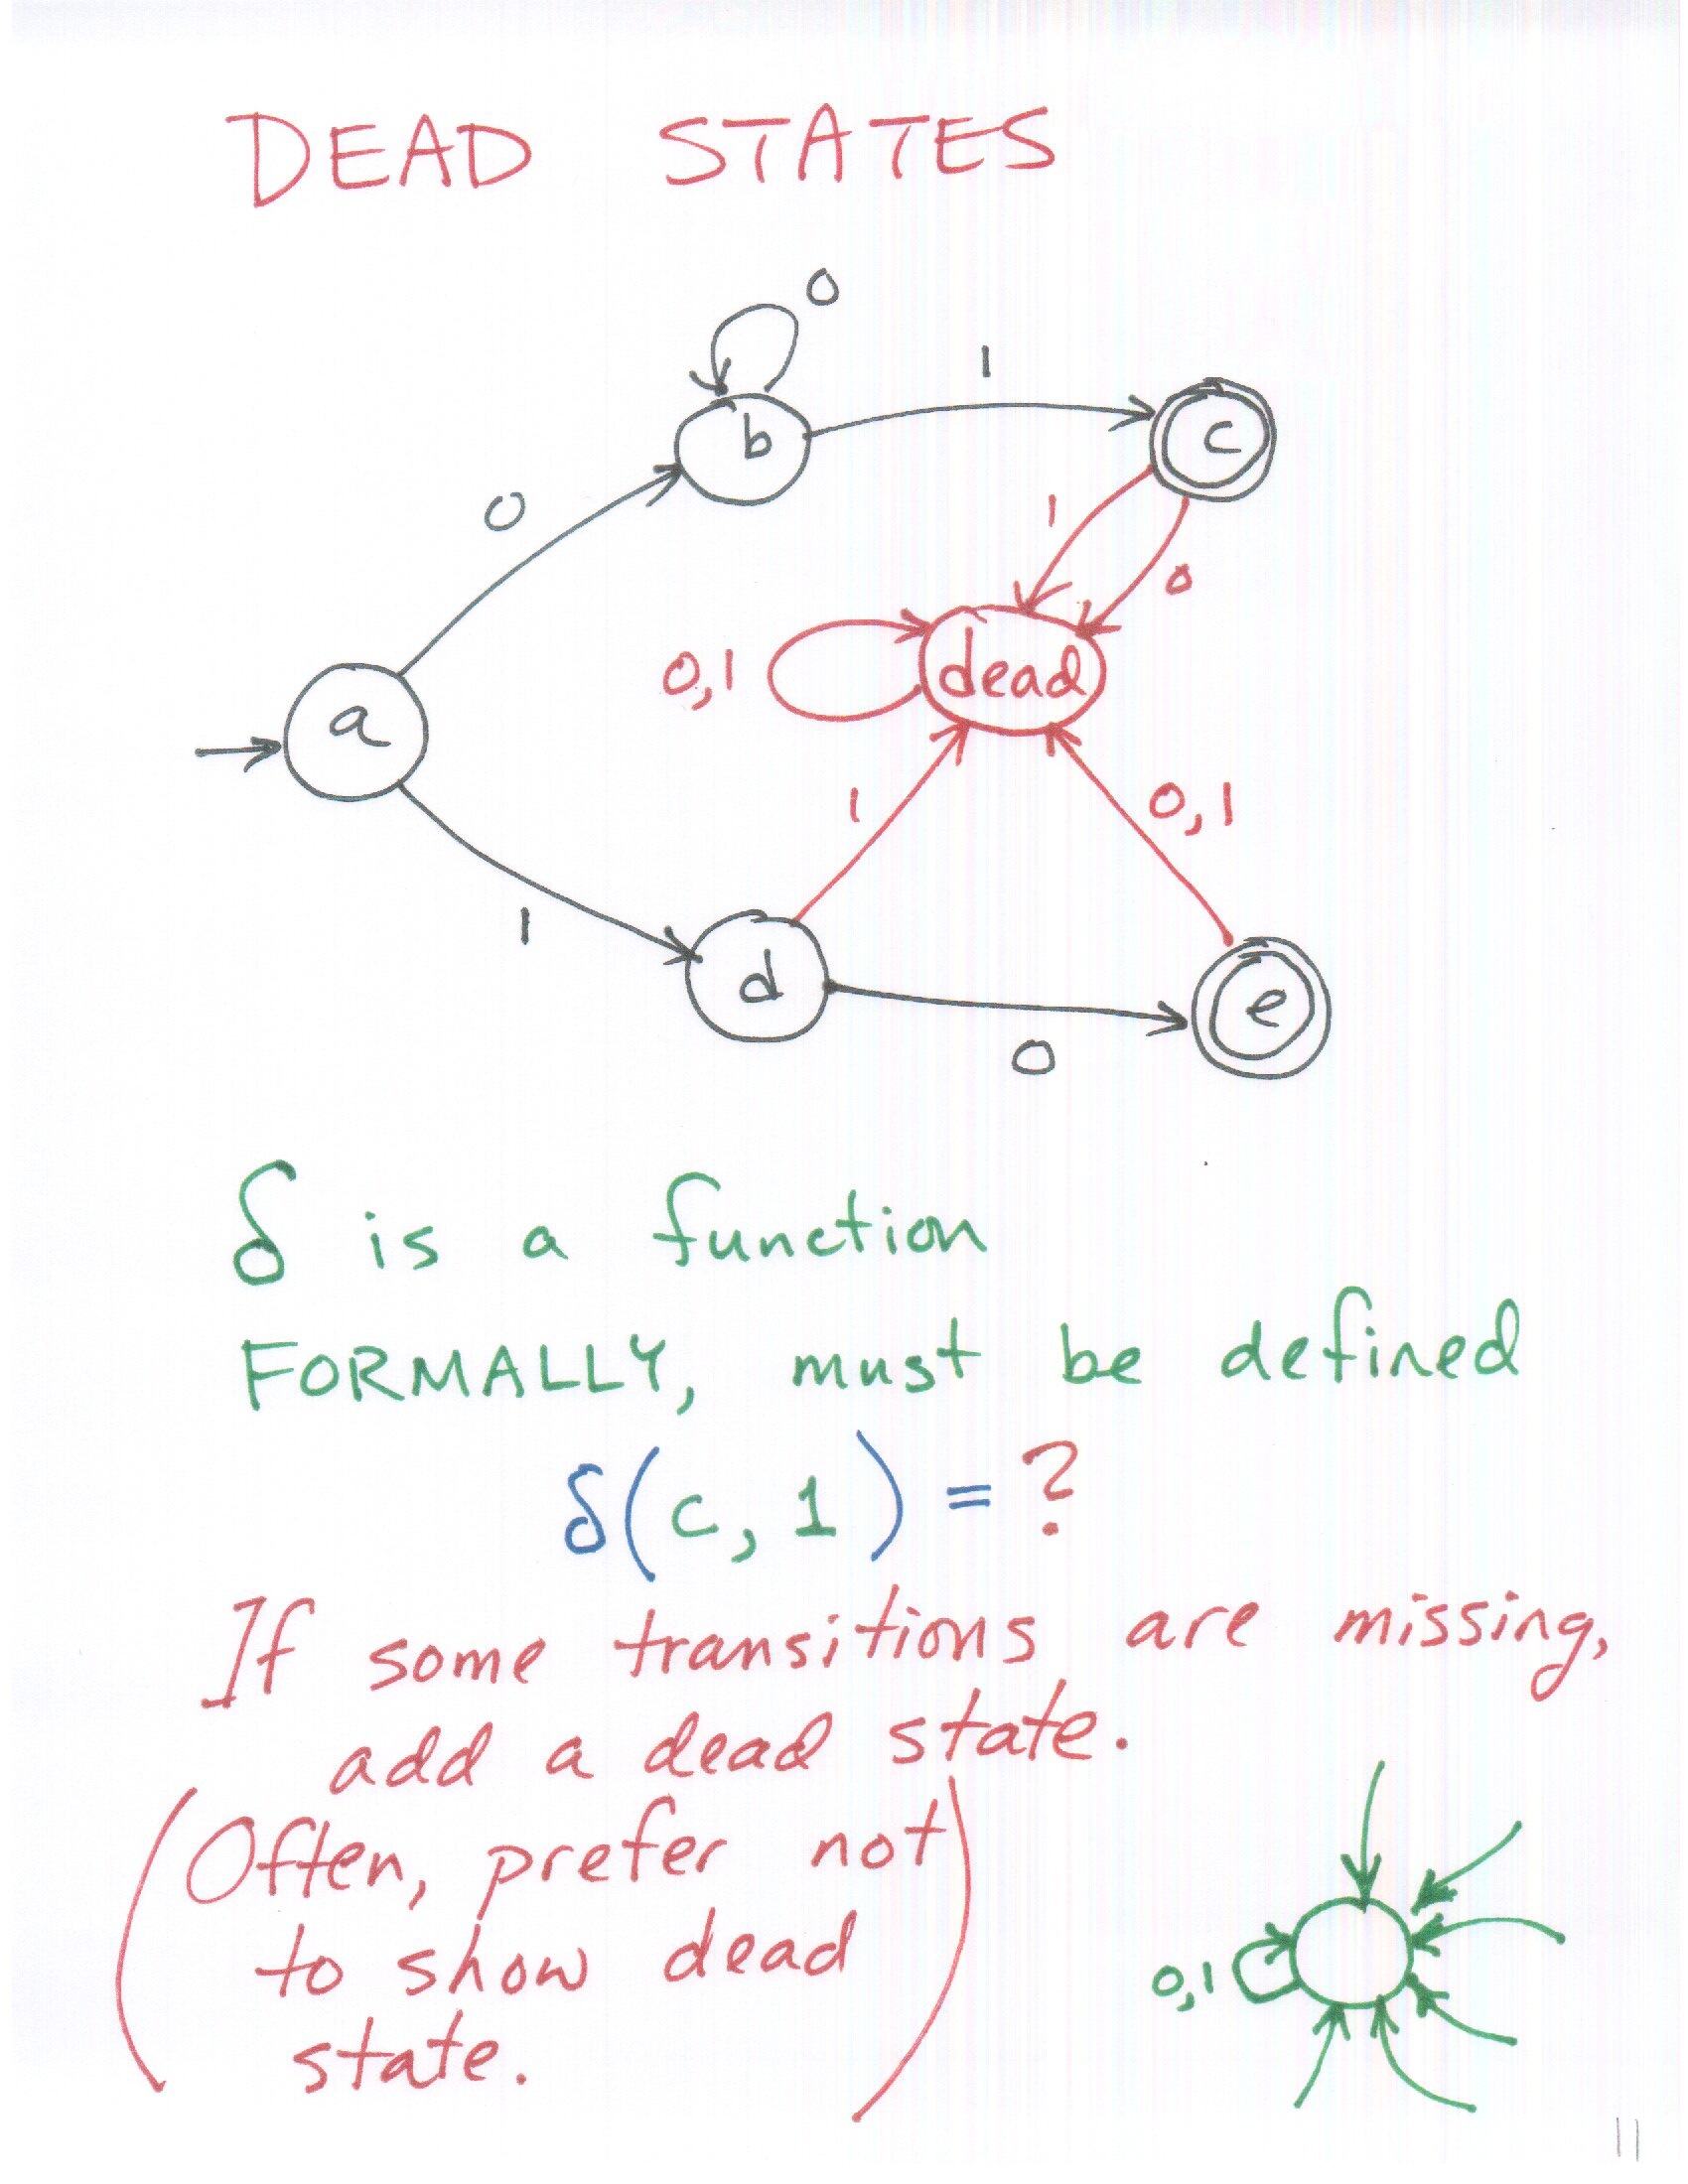 DEAD STATES
0
b
1
c
0
1
0
0,1
dead
a
1
0,1
1
d
e
0
δ is a function
FORMALLY, must be defined
δ(c, 1) = ?
If some transitions are missing,
add a dead state.
(Often, prefer not
to show dead
state.)
0,1
11